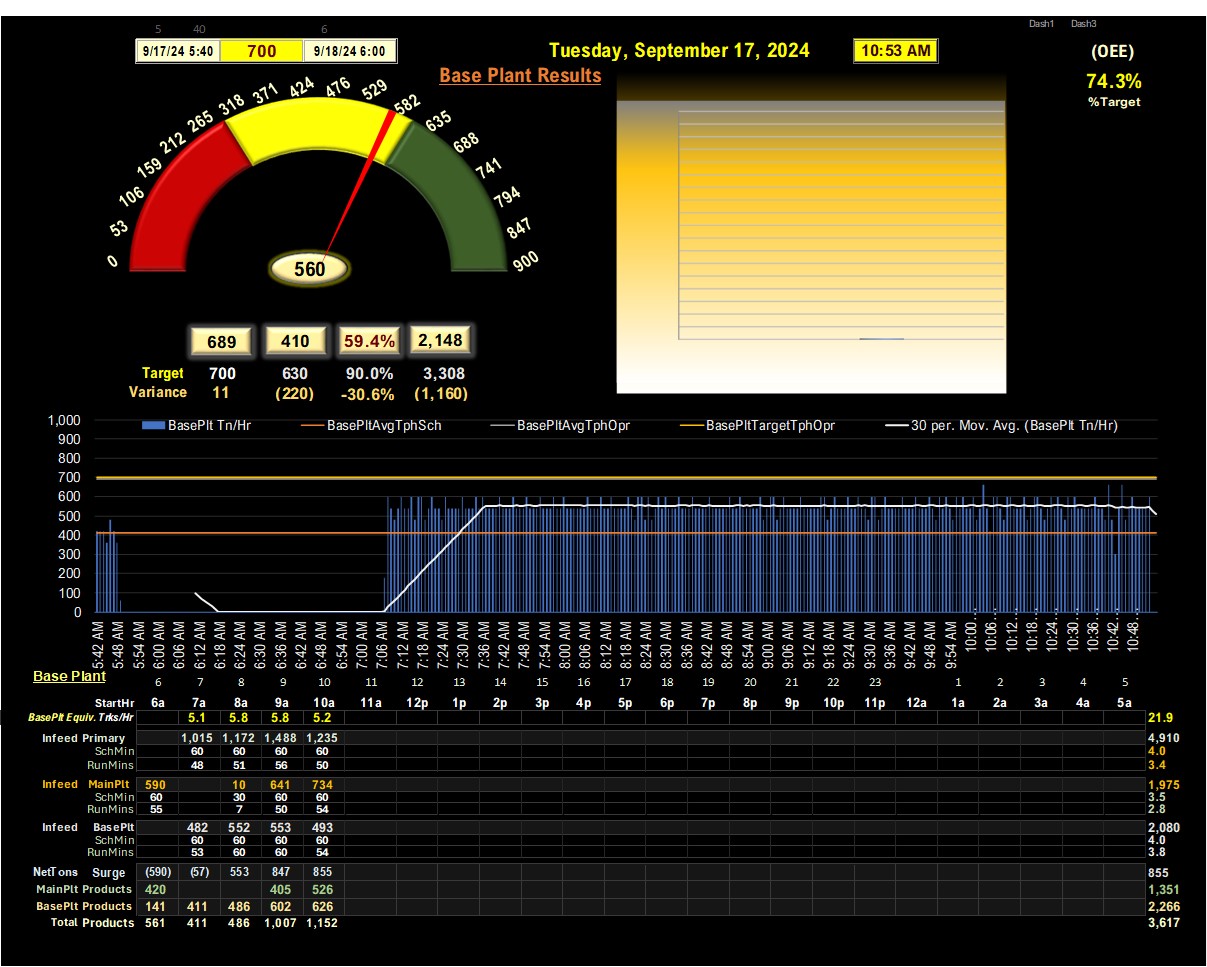 5 40 6 Dash1 Dash3
9/17/24 5:40 700 9/18/24 6:00 Tuesday, September 17, 2024 10:53 AM (OEE)
Base Plant Results 74.3%
%Target
0 53 106 159 212 265 318 371 424 476 529 582 635 688 741 794 847 900
560
689 410 59.4% 2,148
Target 700 630 90.0% 3,308
Variance 11 (220) -30.6% (1,160)
BasePlt Tn/Hr BasePltAvgTphSch BasePltAvgTphOpr BasePltTargetTphOpr 30 per. Mov. Avg. (BasePlt Tn/Hr)
1,000
900
800
700
600
500
400
300
200
100
0
5:42 AM 5:48 AM 5:54 AM 6:00 AM 6:06 AM 6:12 AM 6:18 AM 6:24 AM 6:30 AM 6:36 AM 6:42 AM 6:48 AM 6:54 AM 7:00 AM 7:06 AM 7:12 AM 7:18 AM 7:24 AM 7:30 AM 7:36 AM 7:42 AM 7:48 AM 7:54 AM 8:00 AM 8:06 AM 8:12 AM 8:18 AM 8:24 AM 8:30 AM 8:36 AM 8:42 AM 8:48 AM 8:54 AM 9:00 AM 9:06 AM 9:12 AM 9:18 AM 9:24 AM 9:30 AM 9:36 AM 9:42 AM 9:48 AM 9:54 AM 10:00… 10:06… 10:12… 10:18… 10:24… 10:30… 10:36… 10:42… 10:48…
Base Plant 6 7 8 9 10 11 12 13 14 15 16 17 18 19 20 21 22 23 1 2 3 4 5
StartHr 6a 7a 8a 9a 10a 11a 12p 1p 2p 3p 4p 5p 6p 7p 8p 9p 10p 11p 12a 1a 2a 3a 4a 5a
BasePlt Equiv. Trks/Hr 5.1 5.8 5.8 5.2 21.9
Infeed Primary 1,015 1,172 1,488 1,235 4,910
SchMin 60 60 60 60 4.0
RunMins 48 51 56 50 3.4
Infeed MainPlt 590 10 641 734 1,975
SchMin 60 30 60 60 3.5
RunMins 55 7 50 54 2.8
Infeed BasePlt 482 552 553 493 2,080
SchMin 60 60 60 60 4.0
RunMins 53 60 60 54 3.8
NetTons Surge (590) (57) 553 847 855 855
MainPlt Products 420 405 526 1,351
BasePlt Products 141 411 486 602 626 2,266
Total Products 561 411 486 1,007 1,152 3,617